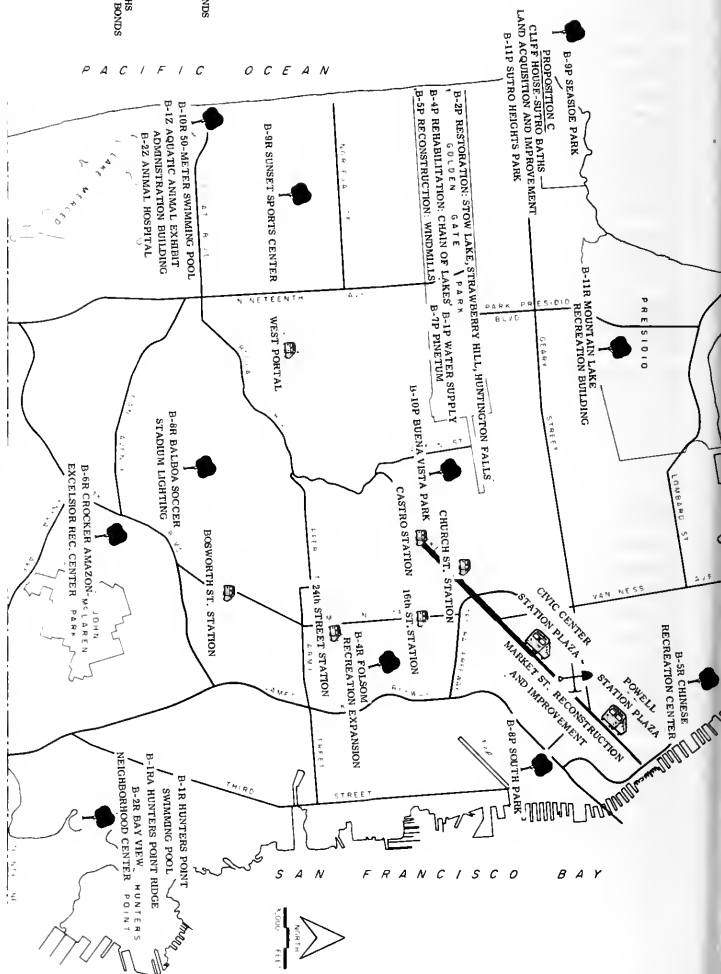 NDS
HS
BONDS
PACIFIC OCEAN
B-9P SEASIDE PARK
PROPOSITION C
CLIFF HOUSE-SUTRO BATHS
LAND ACQUISITION AND IMPROVEMENT
B-11P SUTRO HEIGHTS PARK
B-11R MOUNTAIN LAKE
RECREATION BUILDING
PRESIDIO
LOMBARD ST
VAN NESS
B-5R CHINESE
RECREATION CENTER
PARK PRESIDIO
BLVD
GEARY
STREET
B-2P RESTORATION: STOW LAKE, STRAWBERRY HILL, HUNTINGTON FALLS
GOLDEN GATE PARK
B-4P REHABILITATION: CHAIN OF LAKES
B-1P WATER SUPPLY
B-5P RECONSTRUCTION: WINDMILLS
B-7P PINETUM
B-10P BUENA VISTA PARK
ST
CASTRO STATION
CHURCH ST. STATION
16th ST. STATION
CIVIC CENTER
STATION PLAZA
POWELL
STATION PLAZA
MARKET ST. RECONSTRUCTION
AND IMPROVEMENT
B-8P SOUTH PARK
B-9R SUNSET SPORTS CENTER
NINETEENTH
WEST PORTAL
B-10R 50-METER SWIMMING POOL
B-1Z AQUATIC ANIMAL EXHIBIT
ADMINISTRATION BUILDING
B-2Z ANIMAL HOSPITAL
LAKE MERCED
B-8R BALBOA SOCCER
STADIUM LIGHTING
BOSWORTH ST. STATION
24th STREET STATION
ARMY
STREET
B-4R FOLSOM
RECREATION EXPANSION
B-6R CROCKER AMAZON-
EXCELSIOR REC. CENTER
JOHN
McLAREN
PARK
THIRD
STREET
B-1R HUNTERS POINT
SWIMMING POOL
B-1RA HUNTERS POINT RIDGE
B-2R BAY VIEW-HUNTERS
NEIGHBORHOOD CENTER
POINT
SAN FRANCISCO BAY
NORTH
FEET